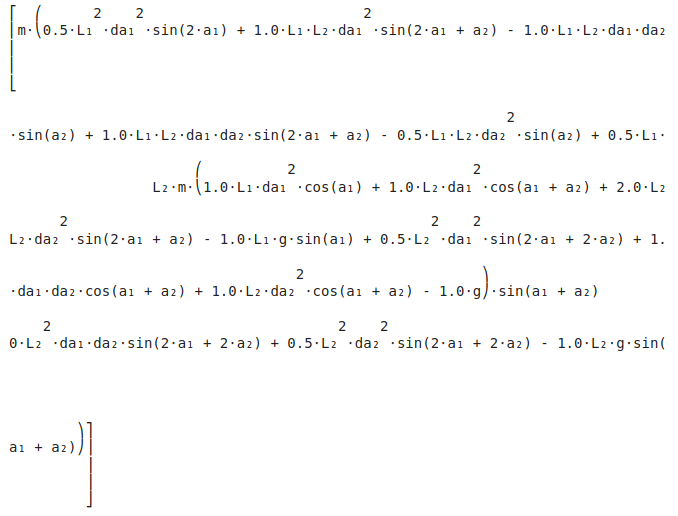 ⎡  ⎛      2    2                          2
⎢m⋅⎝0.5⋅L₁ ⋅da₁ ⋅sin(2⋅a₁) + 1.0⋅L₁⋅L₂⋅da₁ ⋅sin(2⋅a₁ + a₂) - 1.0⋅L₁⋅L₂⋅da₁⋅da₂
⎢
⎢
⎣
                                                           2
⋅sin(a₂) + 1.0⋅L₁⋅L₂⋅da₁⋅da₂⋅sin(2⋅a₁ + a₂) - 0.5⋅L₁⋅L₂⋅da₂ ⋅sin(a₂) + 0.5⋅L₁⋅
                      ⎛          2                     2
                 L₂⋅m⋅⎝1.0⋅L₁⋅da₁ ⋅cos(a₁) + 1.0⋅L₂⋅da₁ ⋅cos(a₁ + a₂) + 2.0⋅L₂
      2                                           2    2
L₂⋅da₂ ⋅sin(2⋅a₁ + a₂) - 1.0⋅L₁⋅g⋅sin(a₁) + 0.5⋅L₂ ⋅da₁ ⋅sin(2⋅a₁ + 2⋅a₂) + 1.
                                  2                     ⎞
⋅da₁⋅da₂⋅cos(a₁ + a₂) + 1.0⋅L₂⋅da₂ ⋅cos(a₁ + a₂) - 1.0⋅g⎠⋅sin(a₁ + a₂)
    2                                  2    2
0⋅L₂ ⋅da₁⋅da₂⋅sin(2⋅a₁ + 2⋅a₂) + 0.5⋅L₂ ⋅da₂ ⋅sin(2⋅a₁ + 2⋅a₂) - 1.0⋅L₂⋅g⋅sin(
        ⎞⎤
a₁ + a₂)⎠⎥
         ⎥
         ⎥
         ⎦